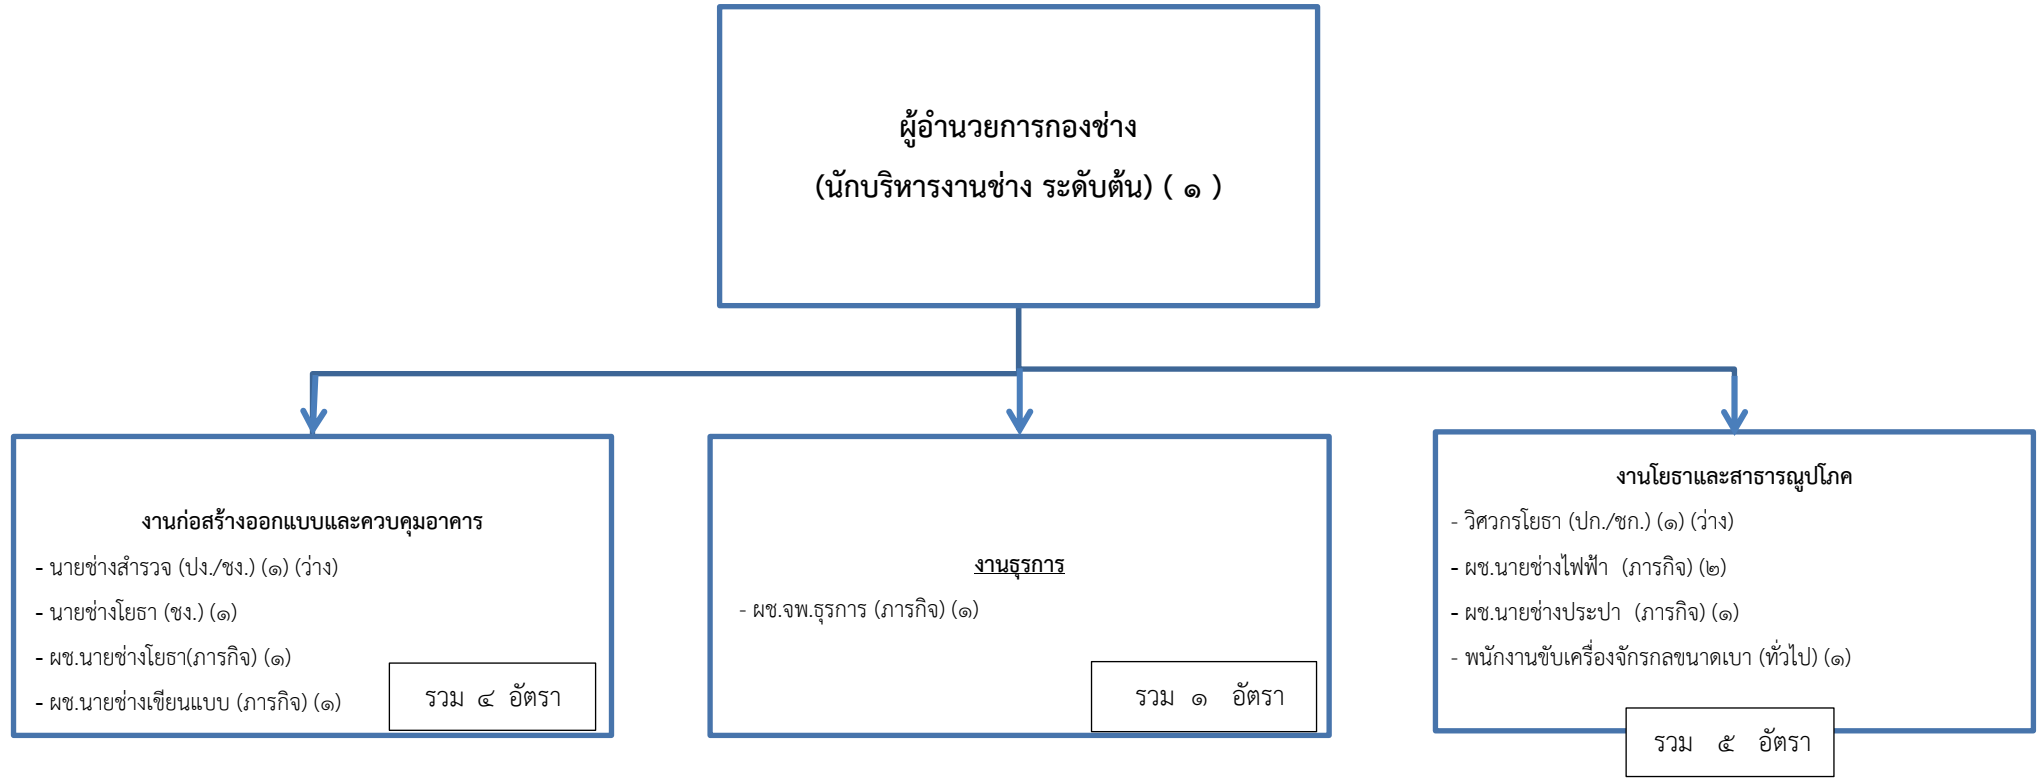 ผู้อำนวยการกองช่าง
(นักบริหารงานช่าง ระดับต้น) ( ๑ )
งานก่อสร้างออกแบบและควบคุมอาคาร
- นายช่างสำรวจ (ปง./ชง.) (๑) (ว่าง)
- นายช่างโยธา (ชง.) (๑)
- ผช.นายช่างโยธา(ภารกิจ) (๑)
- ผช.นายช่างเขียนแบบ (ภารกิจ) (๑)
รวม ๔ อัตรา
งานธุรการ
- ผช.จพ.ธุรการ (ภารกิจ) (๑)
รวม ๑ อัตรา
งานโยธาและสาธารณูปโภค
- วิศวกรโยธา (ปก./ชก.) (๑) (ว่าง)
- ผช.นายช่างไฟฟ้า (ภารกิจ) (๒)
- ผช.นายช่างประปา (ภารกิจ) (๑)
- พนักงานขับเครื่องจักรกลขนาดเบา (ทั่วไป) (๑)
รวม ๕ อัตรา